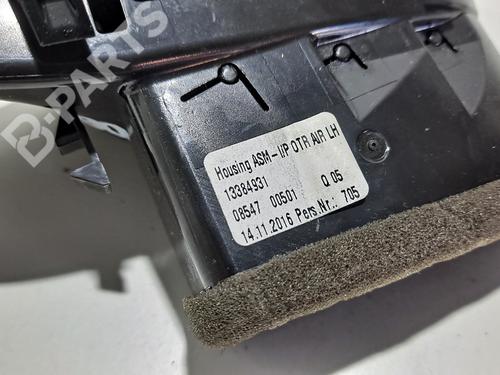 B-PARTS
Housing ASM-I/P OTR AIR LH
13384931
08547 00501 Q 05
14.11.2016 Pers.Nr.: 705